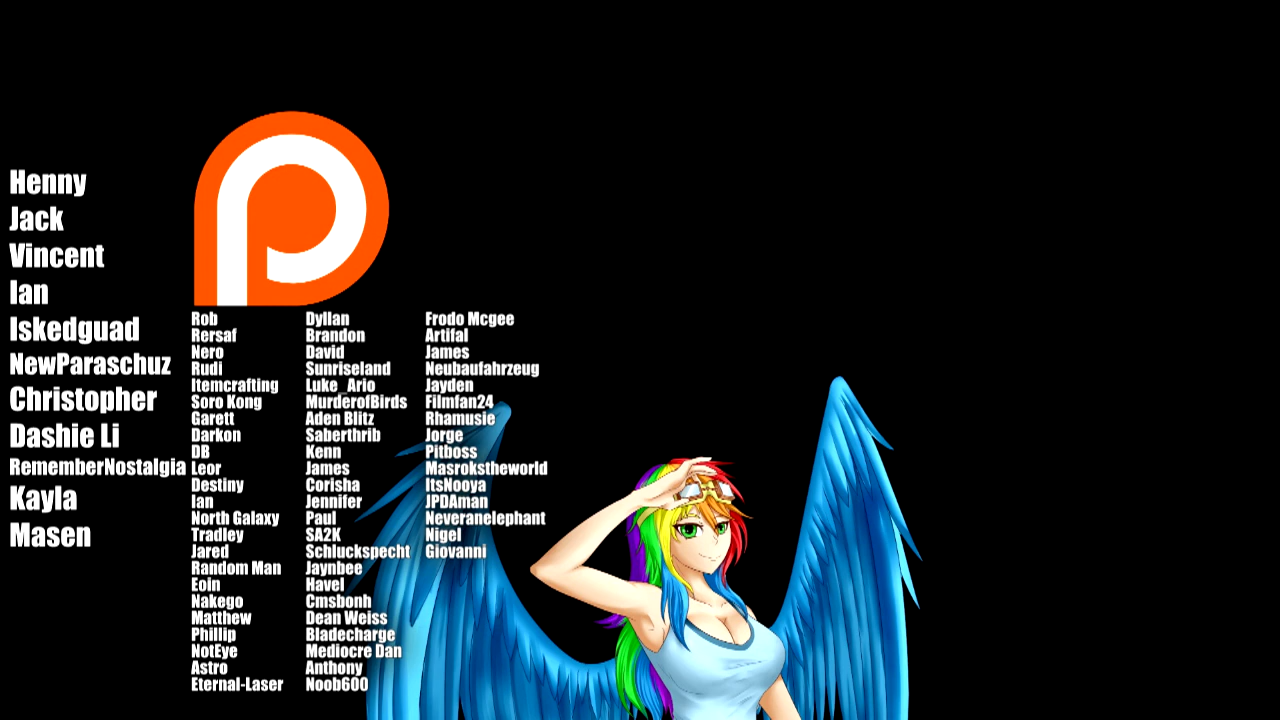 Henny
Jack
Vincent
Ian
Iskedguad
NewParaschuz
Christopher
Dashie Li
RememberNostalgia
Kayla
Masen
Rob
Rersaf
Nero
Rudi
Itemcrafting
Soro Kong
Garett
Darkon
DB
Leor
Destiny
Ian
North Galaxy
Tradley
Jared
Random Man
Eoin
Nakego
Matthew
Phillip
NotEye
Astro
Eternal-Laser
Dyllan
Brandon
David
Sunriseland
Luke_Ario
MurderofBirds
Aden Blitz
Saberthrib
Kenn
James
Corisha
Jennifer
Paul
SA2K
Schluckspecht
Jaynbee
Havel
Cmsbonh
Dean Weiss
Bladecharge
Mediocre Dan
Anthony
Noob600
Frodo Mcgee
Artifal
James
Neubaufahrzeug
Jayden
Filmfan24
Rhamusie
Jorge
Pitboss
Masrokstheworld
ItsNooya
JPDAman
Neveranelephant
Nigel
Giovanni